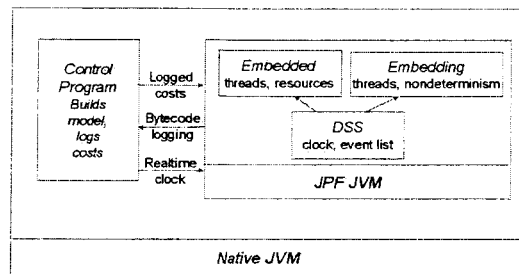 Control
Program
Builds
model,
logs
costs
Logged
costs
Bytecode
logging
Realtime
clock
Embedded
threads, resources
Embedding
threads, nondeterminism
DSS
clock, event list
JPF JVM
Native JVM